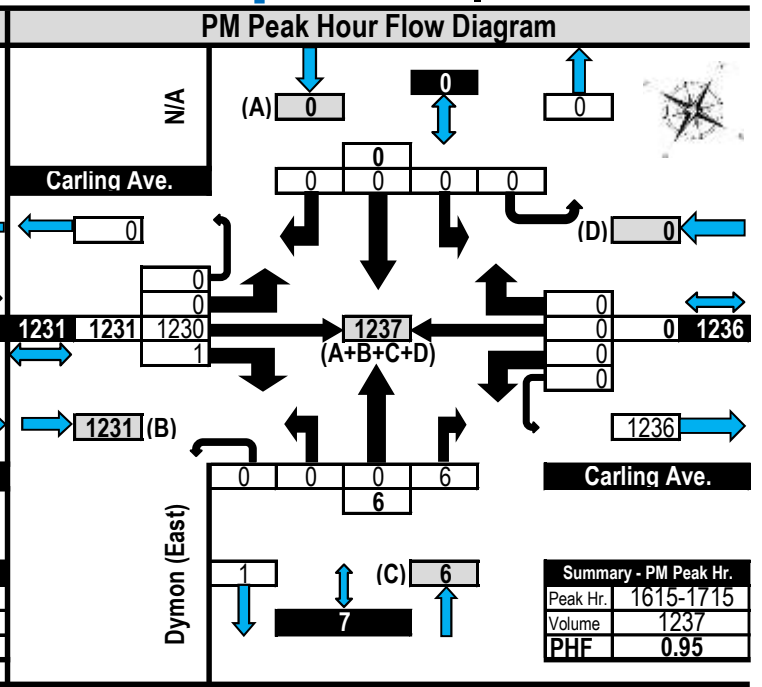 PM Peak Hour Flow Diagram
N/A
(A) 0
0
0
0
Carling Ave.
0 0 0 0
0
(D) 0
0
0
0
0
1231 1231 1230
1237
0
0 1236
(A+B+C+D)
1
0
0
1231 (B)
1236
0 0 0 6
Carling Ave.
6
Dymon (East)
1
(C) 6
7
Summary - PM Peak Hr.
Peak Hr. 1615-1715
Volume 1237
PHF 0.95